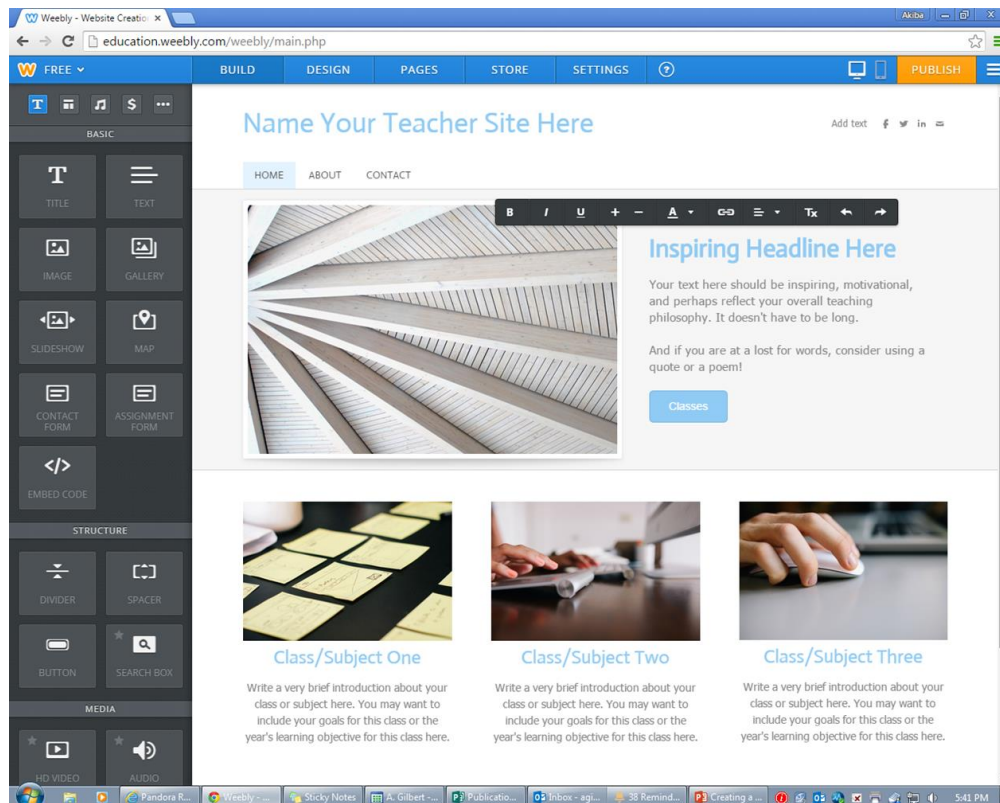 Weebly - Website Creatio
Akiba
education.weebly.com/weebly/main.php
FREE
BUILD
DESIGN
PAGES
STORE
SETTINGS
?
PUBLISH
T
$
BASIC
T
TITLE
TEXT
IMAGE
GALLERY
SLIDESHOW
MAP
CONTACT
FORM
ASSIGNMENT
FORM
</>
EMBED CODE
STRUCTURE
DIVIDER
SPACER
BUTTON
SEARCH BOX
MEDIA
HD VIDEO
AUDIO
Name Your Teacher Site Here
Add text
HOME
ABOUT
CONTACT
B I U + − A Tx
Inspiring Headline Here
Your text here should be inspiring, motivational,
and perhaps reflect your overall teaching
philosophy. It doesn't have to be long.
And if you are at a lost for words, consider using a
quote or a poem!
Classes
Class/Subject One
Write a very brief introduction about your
class or subject here. You may want to
include your goals for this class or the
year's learning objective for this class here.
Class/Subject Two
Write a very brief introduction about your
class or subject here. You may want to
include your goals for this class or the
year's learning objective for this class here.
Class/Subject Three
Write a very brief introduction about your
class or subject here. You may want to
include your goals for this class or the
year's learning objective for this class here.
Pandora R...
Weebly - ...
Sticky Notes
A. Gilbert -...
Publicatio...
Inbox - agi...
38 Remind...
Creating a ...
5:41 PM